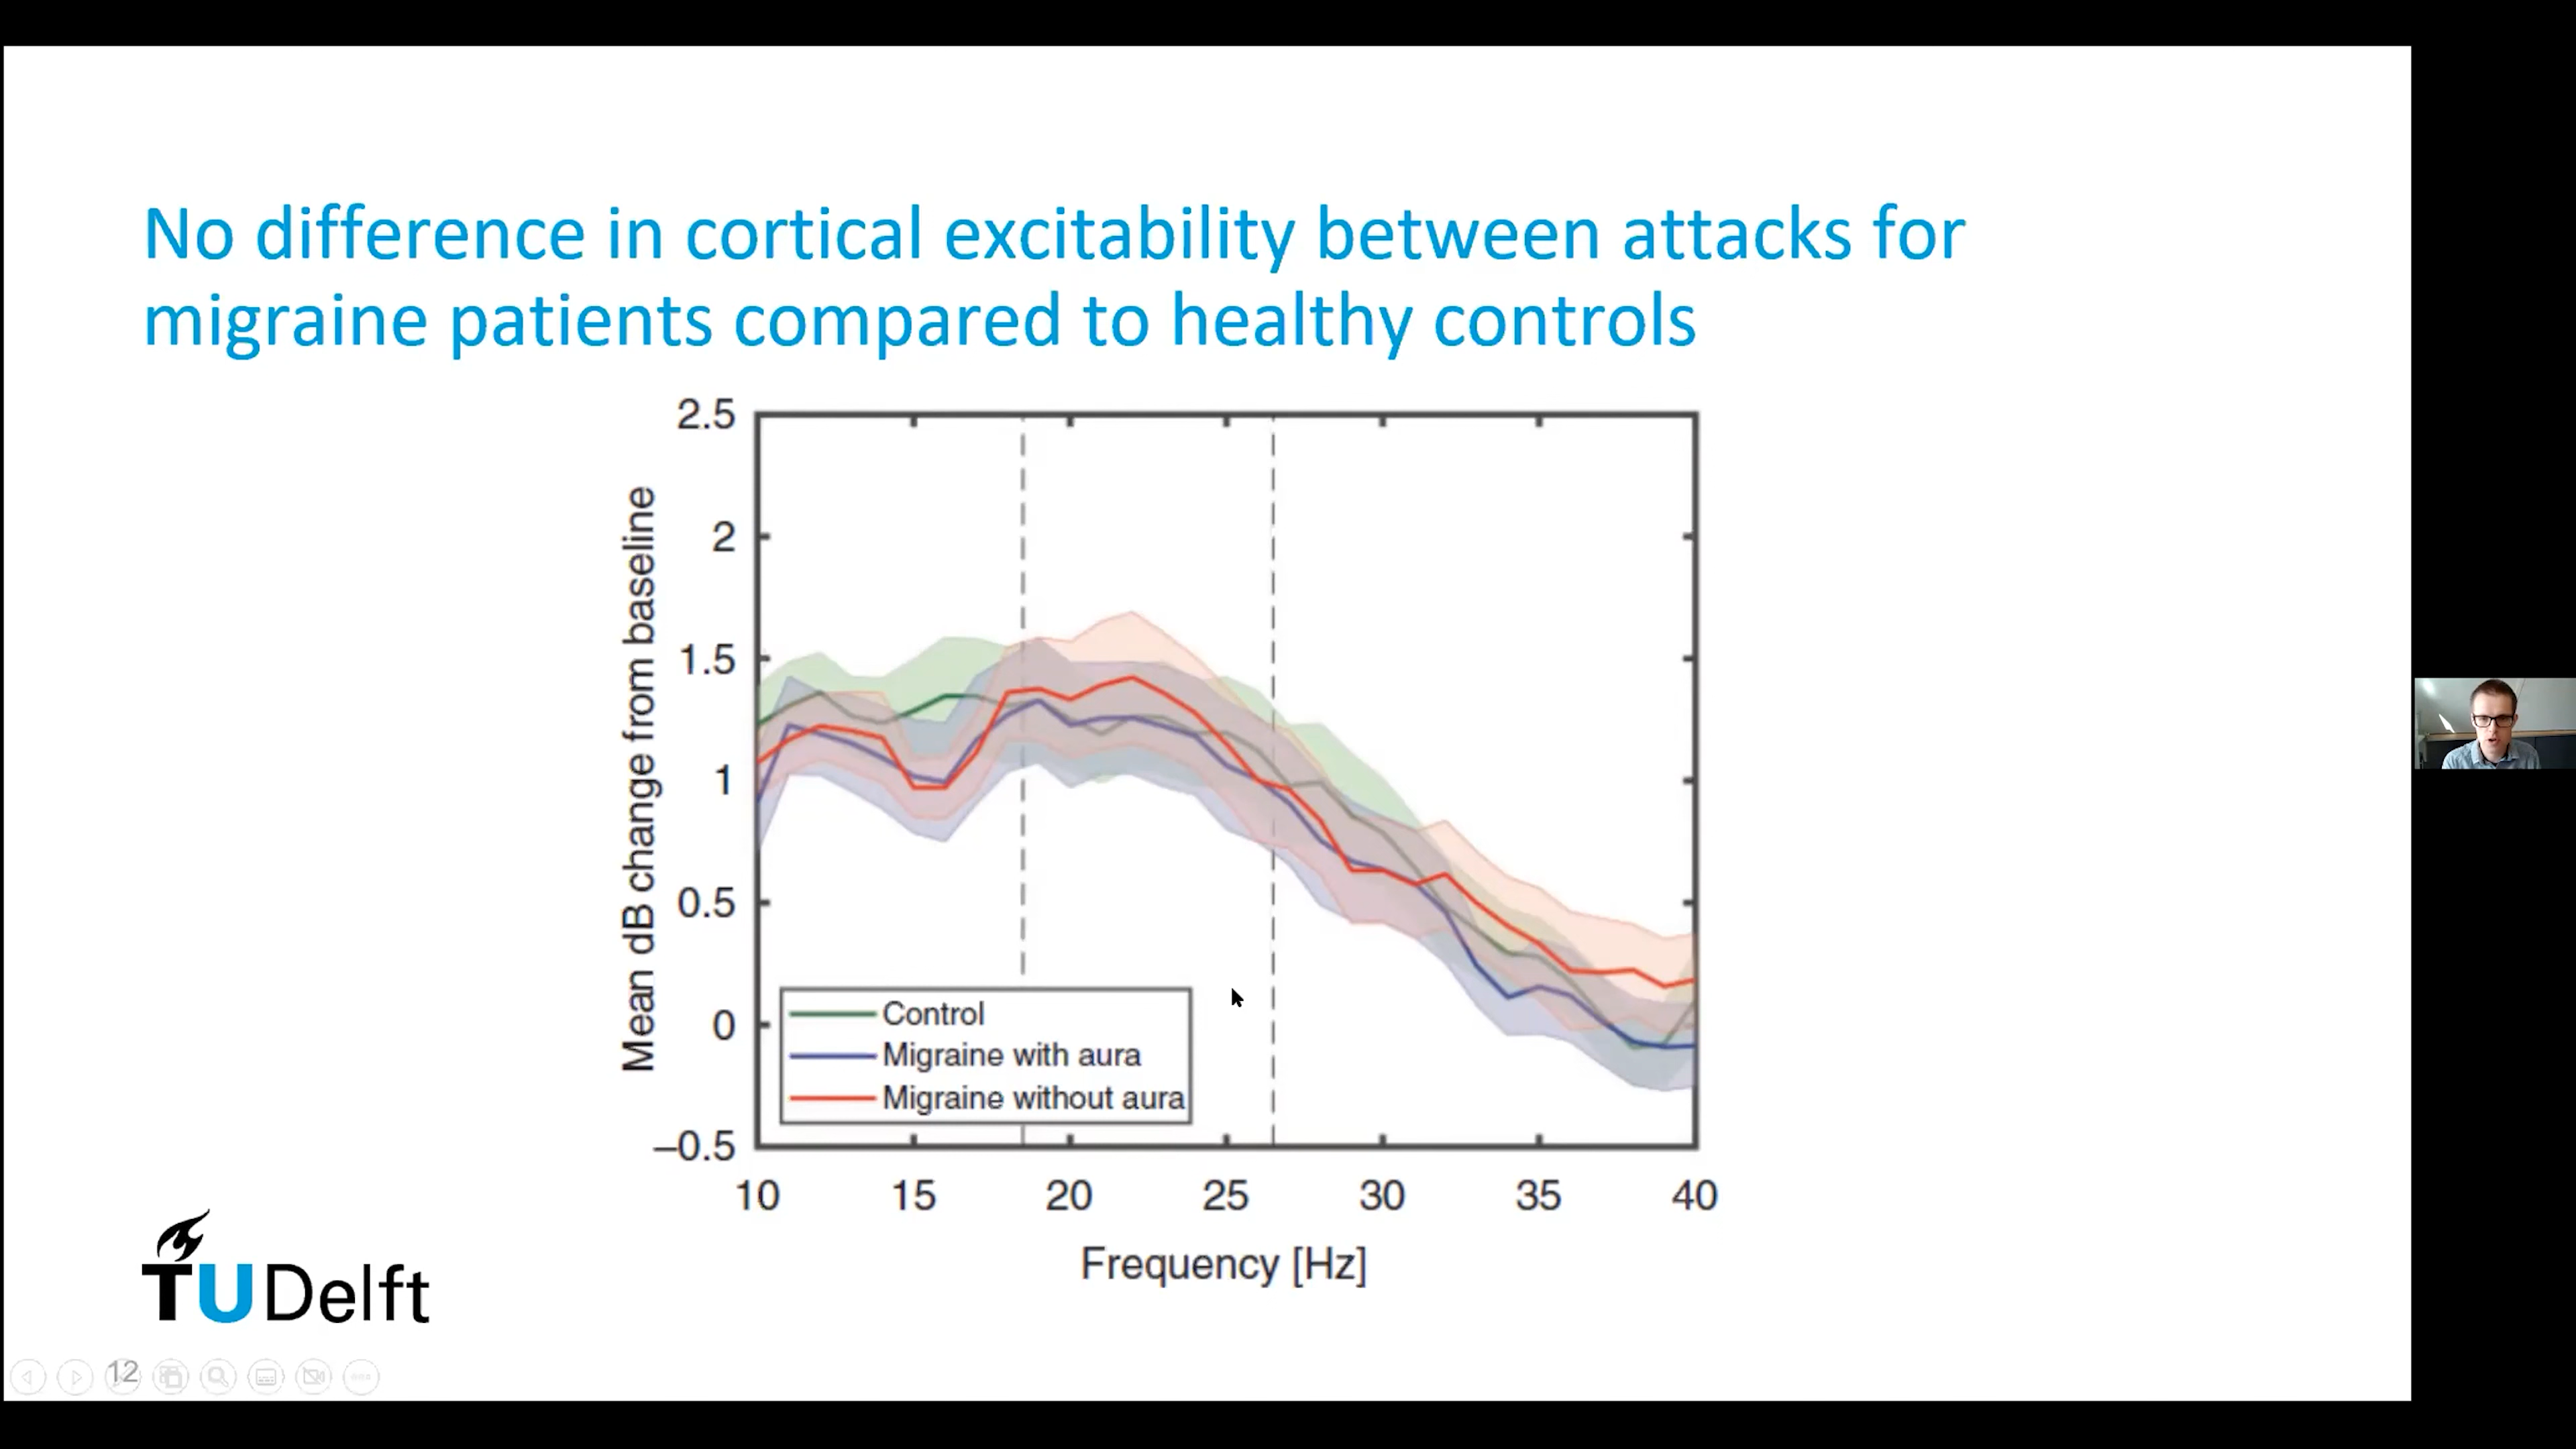 No difference in cortical excitability between attacks for
migraine patients compared to healthy controls
Mean dB change from baseline
2.5
2
1.5
1
0.5
0
−0.5
Control
Migraine with aura
Migraine without aura
10 15 20 25 30 35 40
Frequency [Hz]
TUDelft
12